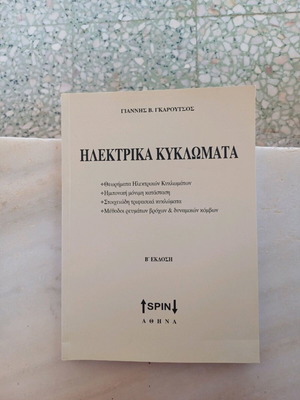 ΓΙΑΝΝΗΣ Β. ΓΚΑΡΟΥΤΣΟΣ
ΗΛΕΚΤΡΙΚΑ ΚΥΚΛΩΜΑΤΑ
+Θεωρήματα Ηλεκτρικών Κυκλωμάτων
+Ημιτονική μόνιμη κατάσταση
+Στοιχειώδη τριφασικά κυκλώματα
+Μέθοδοι ρευμάτων βρόχων & δυναμικών κόμβων
Β΄ ΕΚΔΟΣΗ
↑SPIN↓
ΑΘΗΝΑ